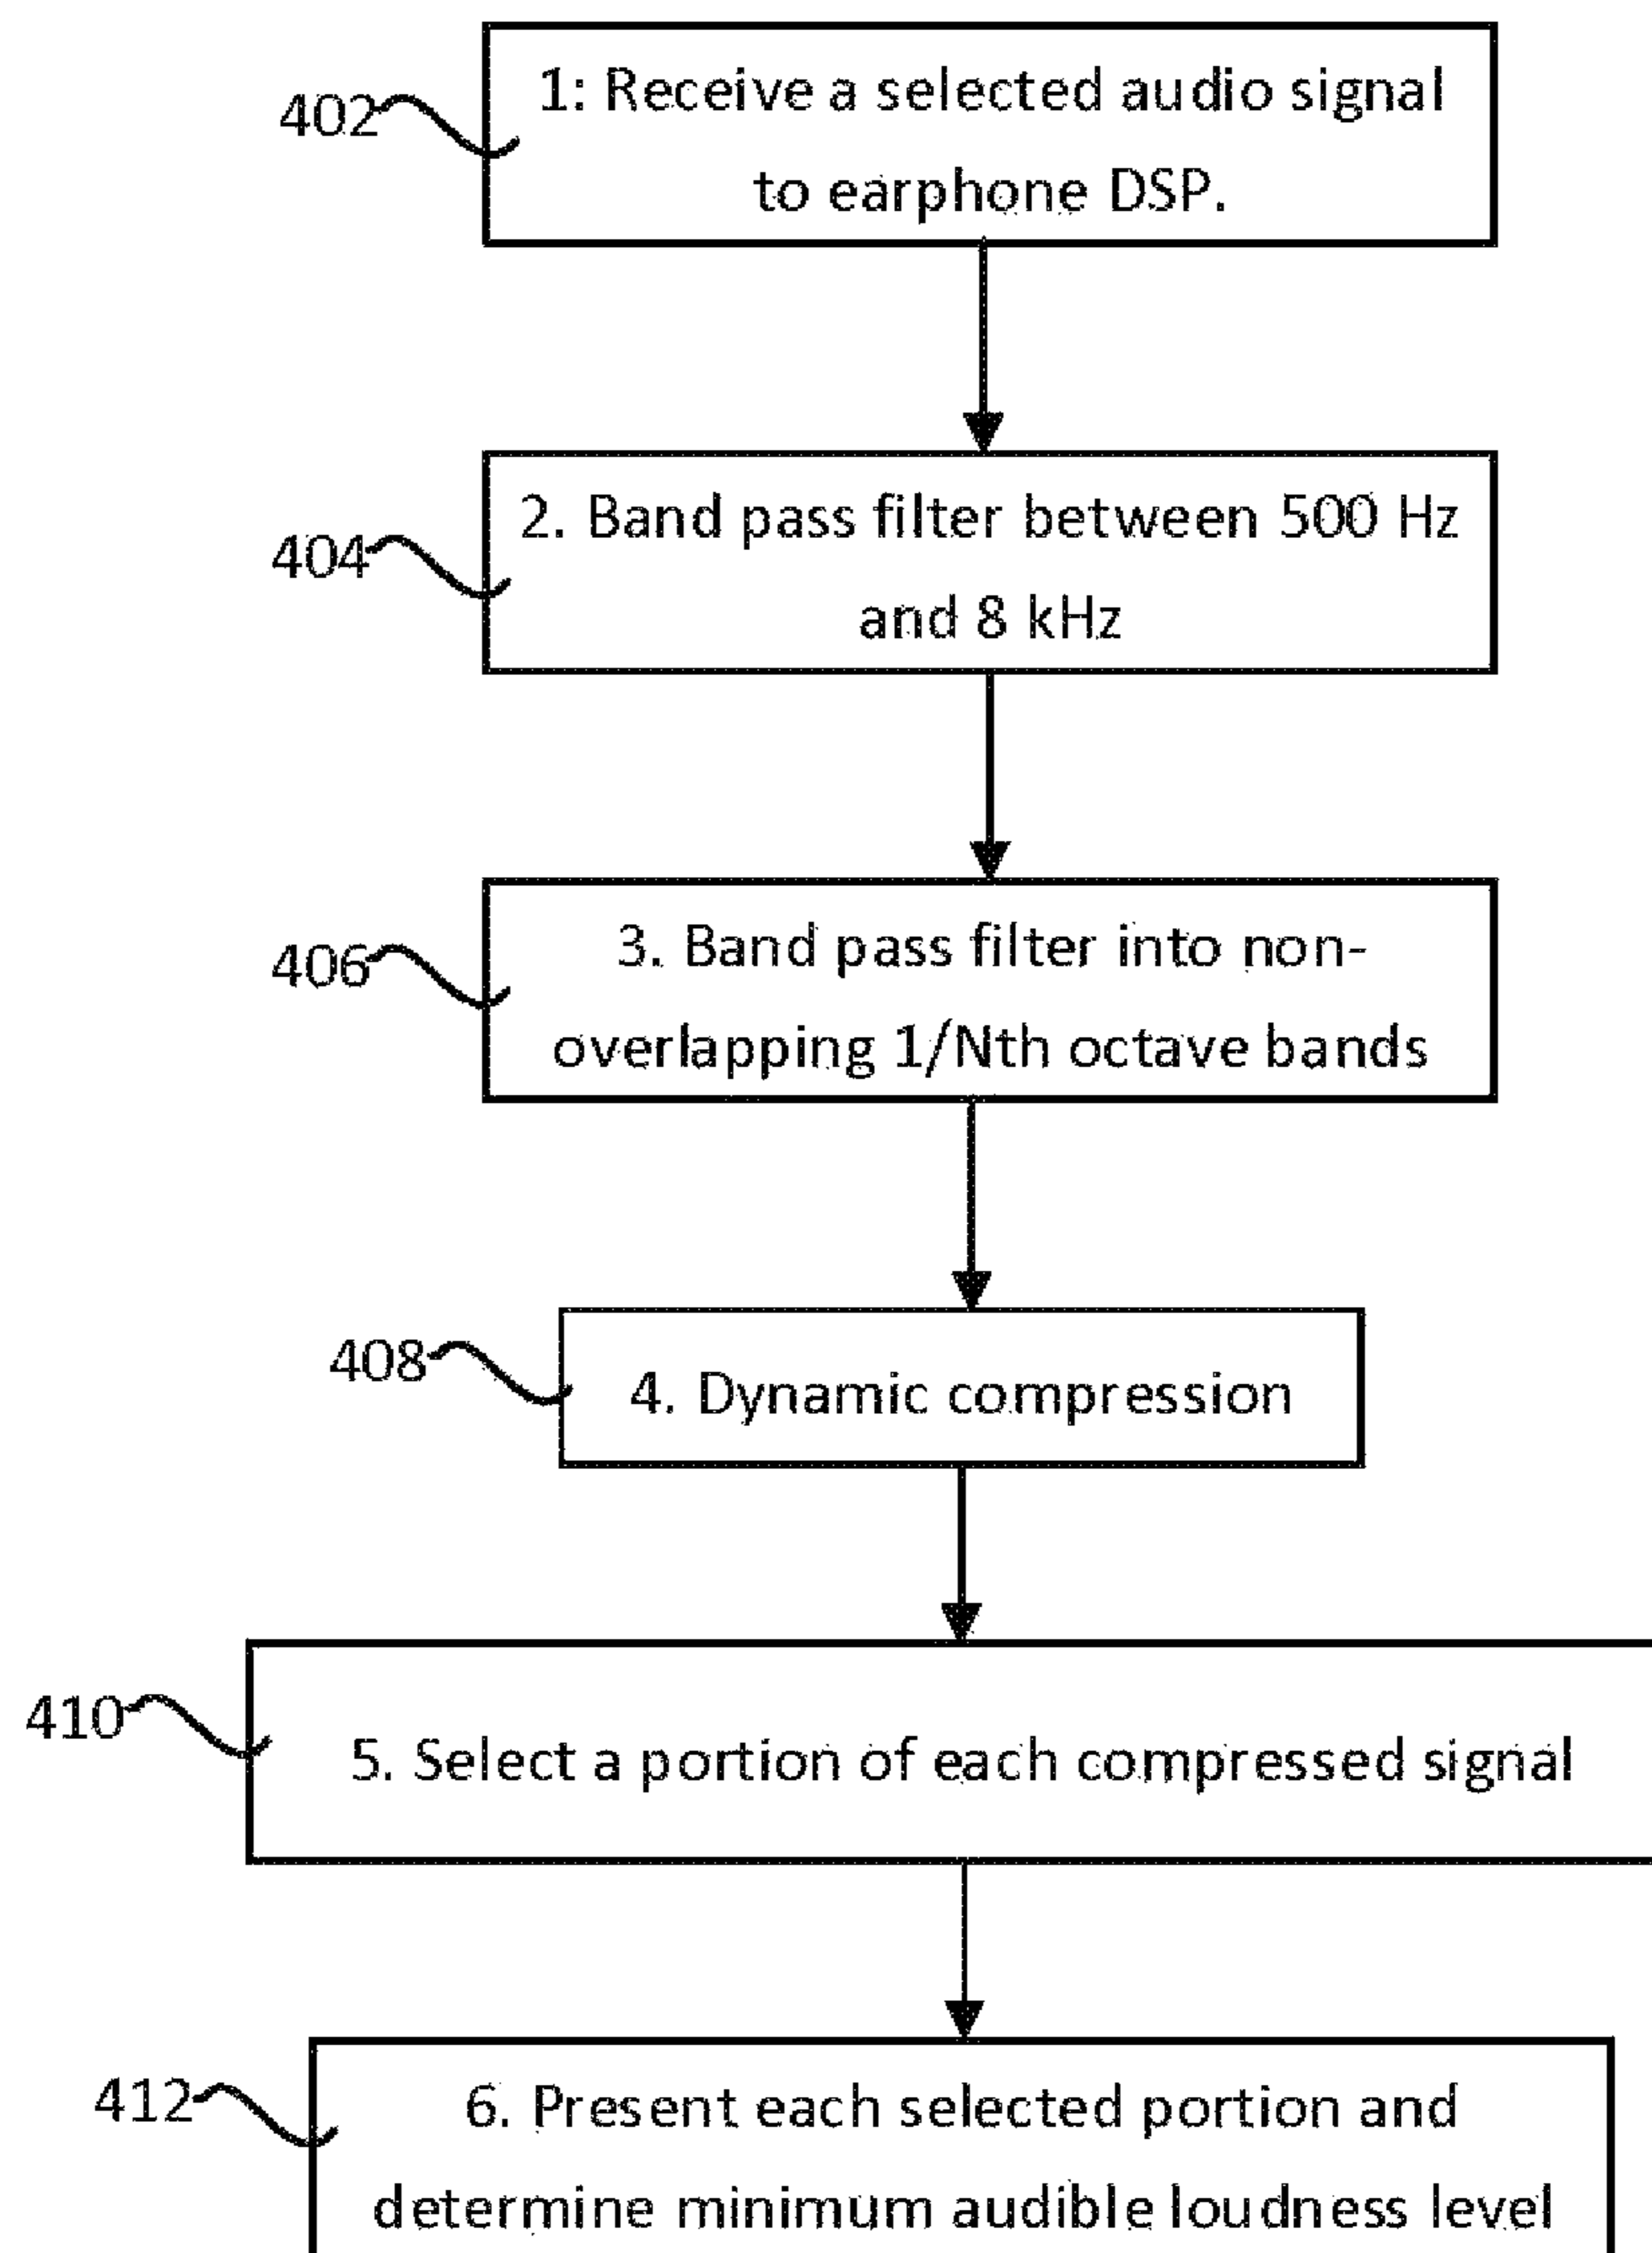 402
1: Receive a selected audio signal
to earphone DSP.
404
2. Band pass filter between 500 Hz
and 8 kHz
406
3. Band pass filter into non-
overlapping 1/Nth octave bands
408
4. Dynamic compression
410
5. Select a portion of each compressed signal
412
6. Present each selected portion and
determine minimum audible loudness level